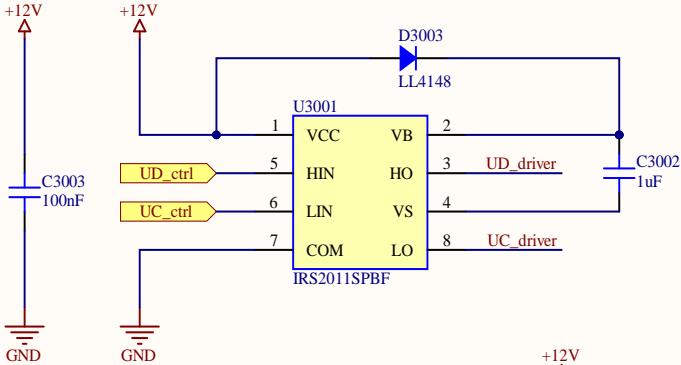 +12V
+12V
D3003
LL4148
U3001
1 VCC VB 2
UD_ctrl 5 HIN HO 3 UD_driver
C3002
1uF
C3003
100nF
UC_ctrl 6 LIN VS 4
7 COM LO 8 UC_driver
IRS2011SPBF
GND
GND
+12V